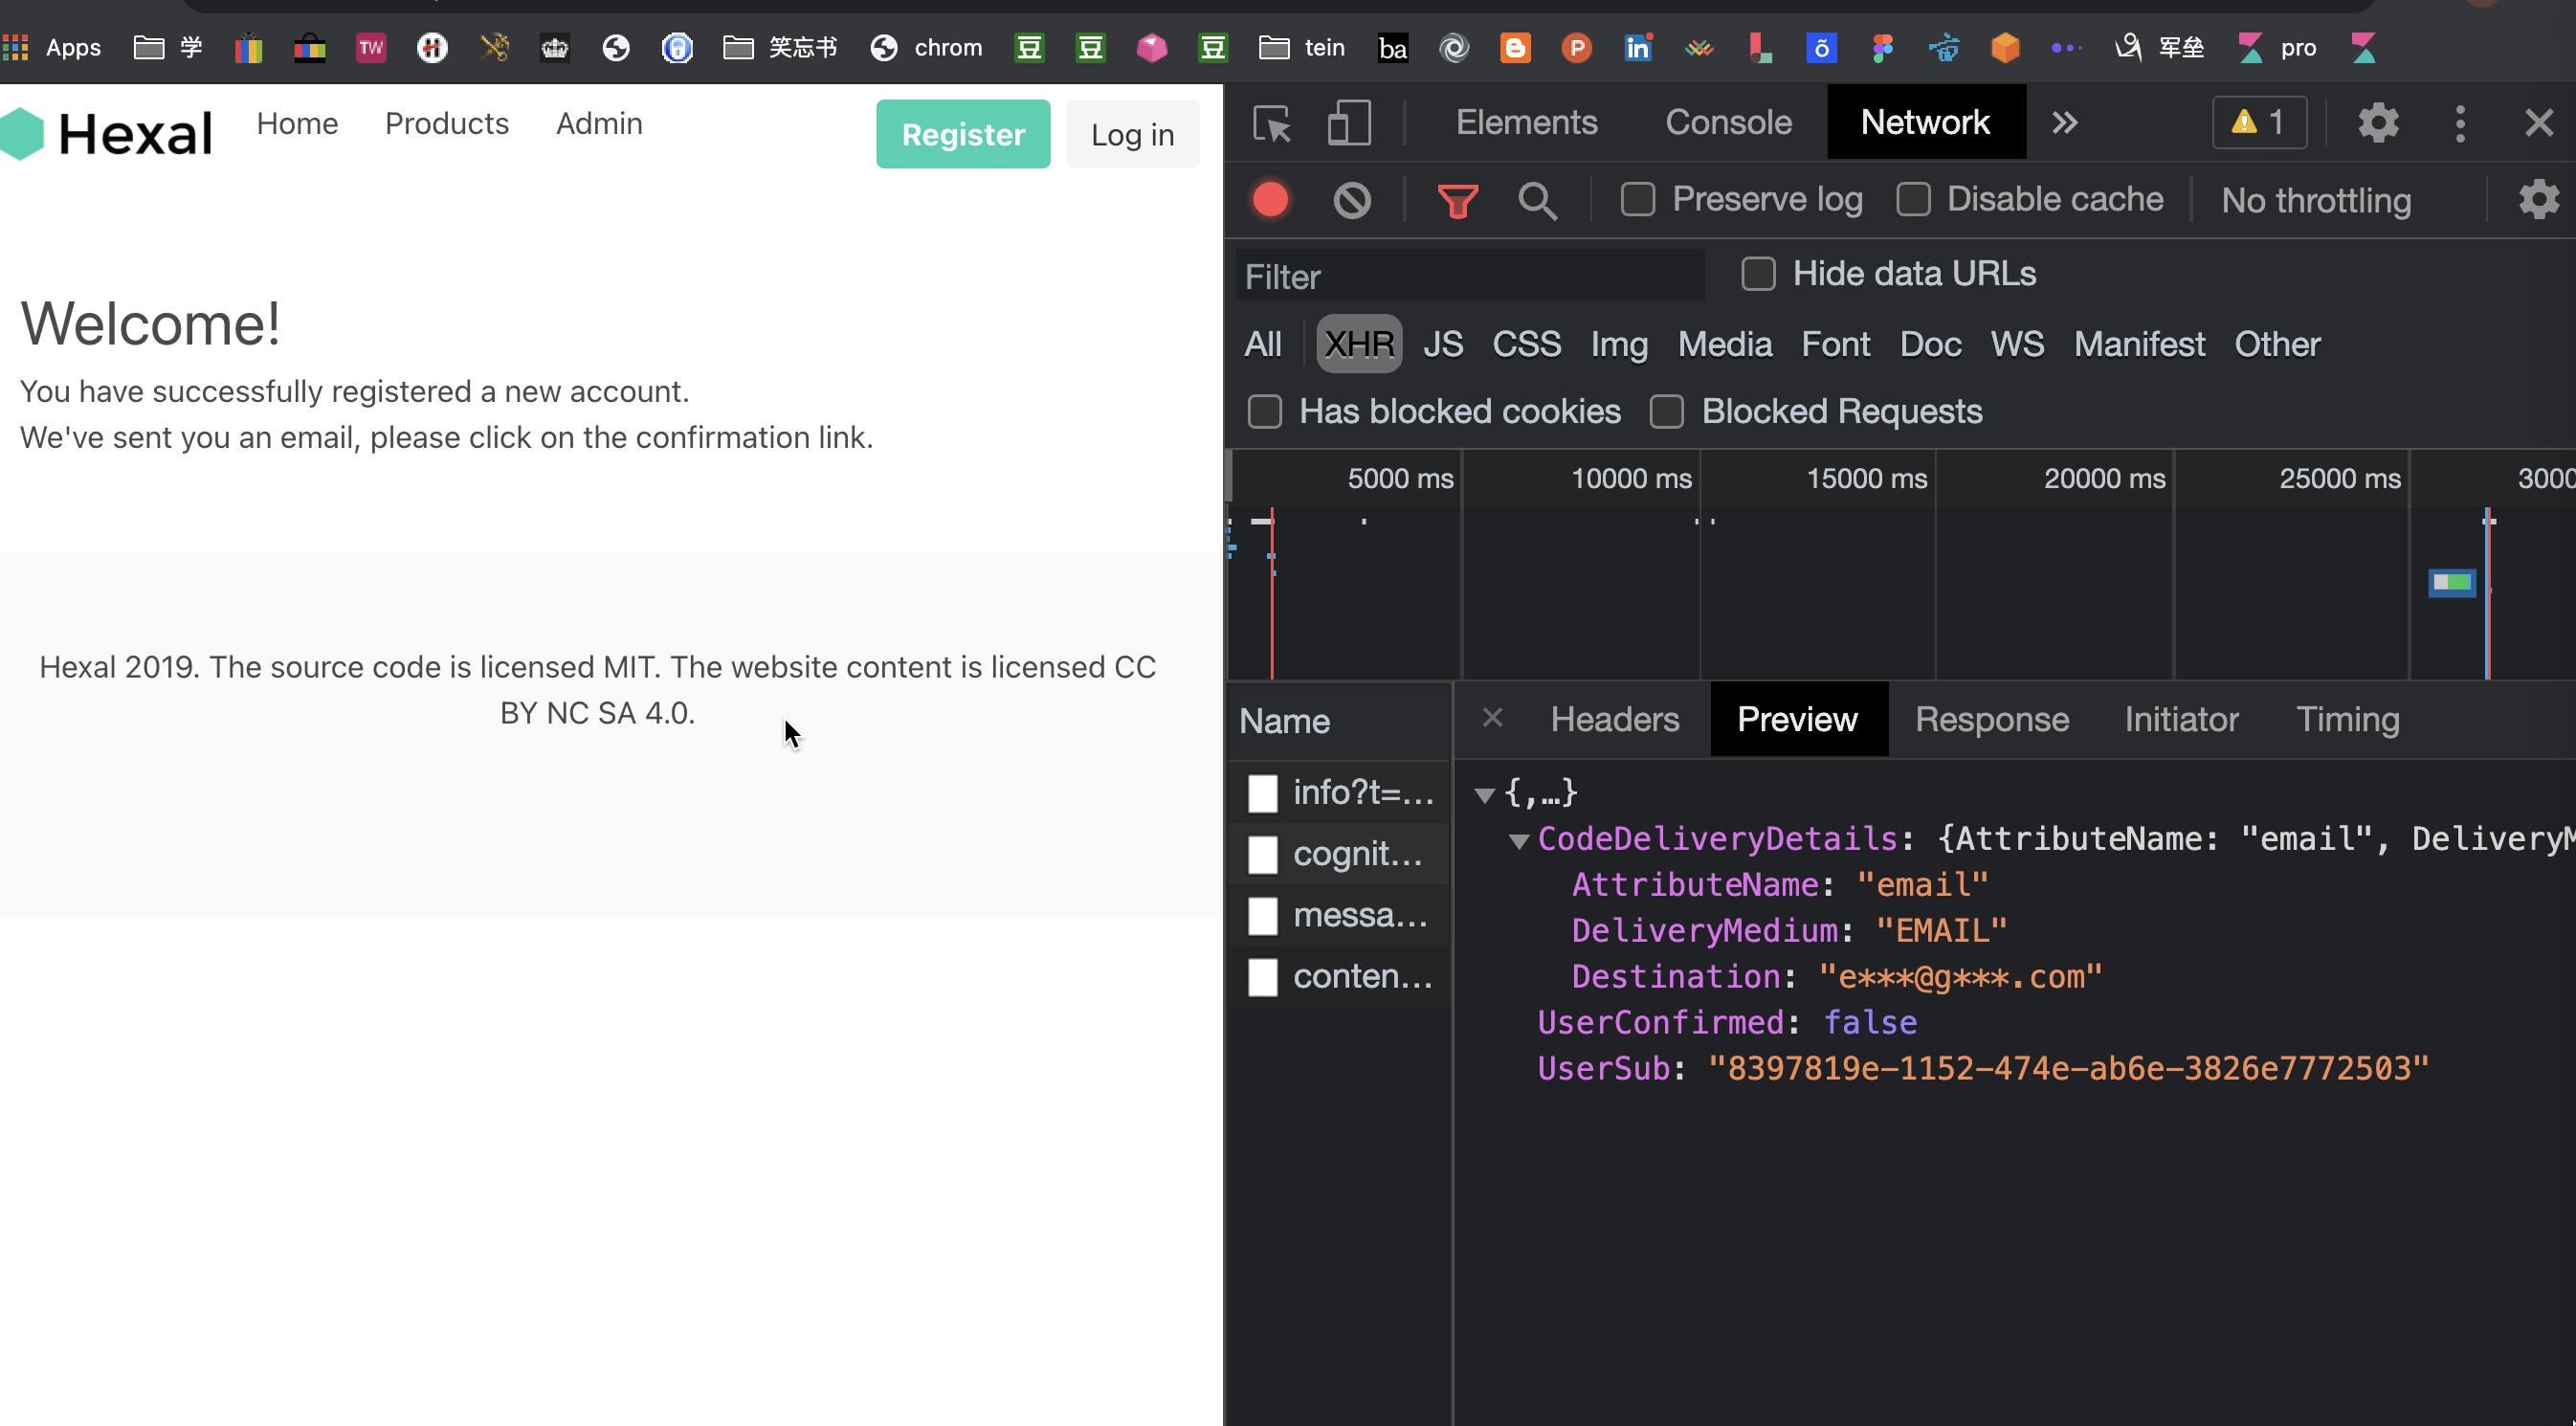 Apps 学 TW 笑忘书 chrom 豆 豆 豆 tein ba P in õ 军垒 pro
Hexal Home Products Admin Register Log in
Welcome!
You have successfully registered a new account.
We've sent you an email, please click on the confirmation link.
Hexal 2019. The source code is licensed MIT. The website content is licensed CC
BY NC SA 4.0.
Elements Console Network » 1
Preserve log Disable cache No throttling
Filter Hide data URLs
All XHR JS CSS Img Media Font Doc WS Manifest Other
Has blocked cookies Blocked Requests
5000 ms 10000 ms 15000 ms 20000 ms 25000 ms 3000
Name × Headers Preview Response Initiator Timing
info?t=...
cognit...
messa...
conten...
{,…}
CodeDeliveryDetails: {AttributeName: "email", DeliveryM
AttributeName: "email"
DeliveryMedium: "EMAIL"
Destination: "e***@g***.com"
UserConfirmed: false
UserSub: "8397819e-1152-474e-ab6e-3826e7772503"